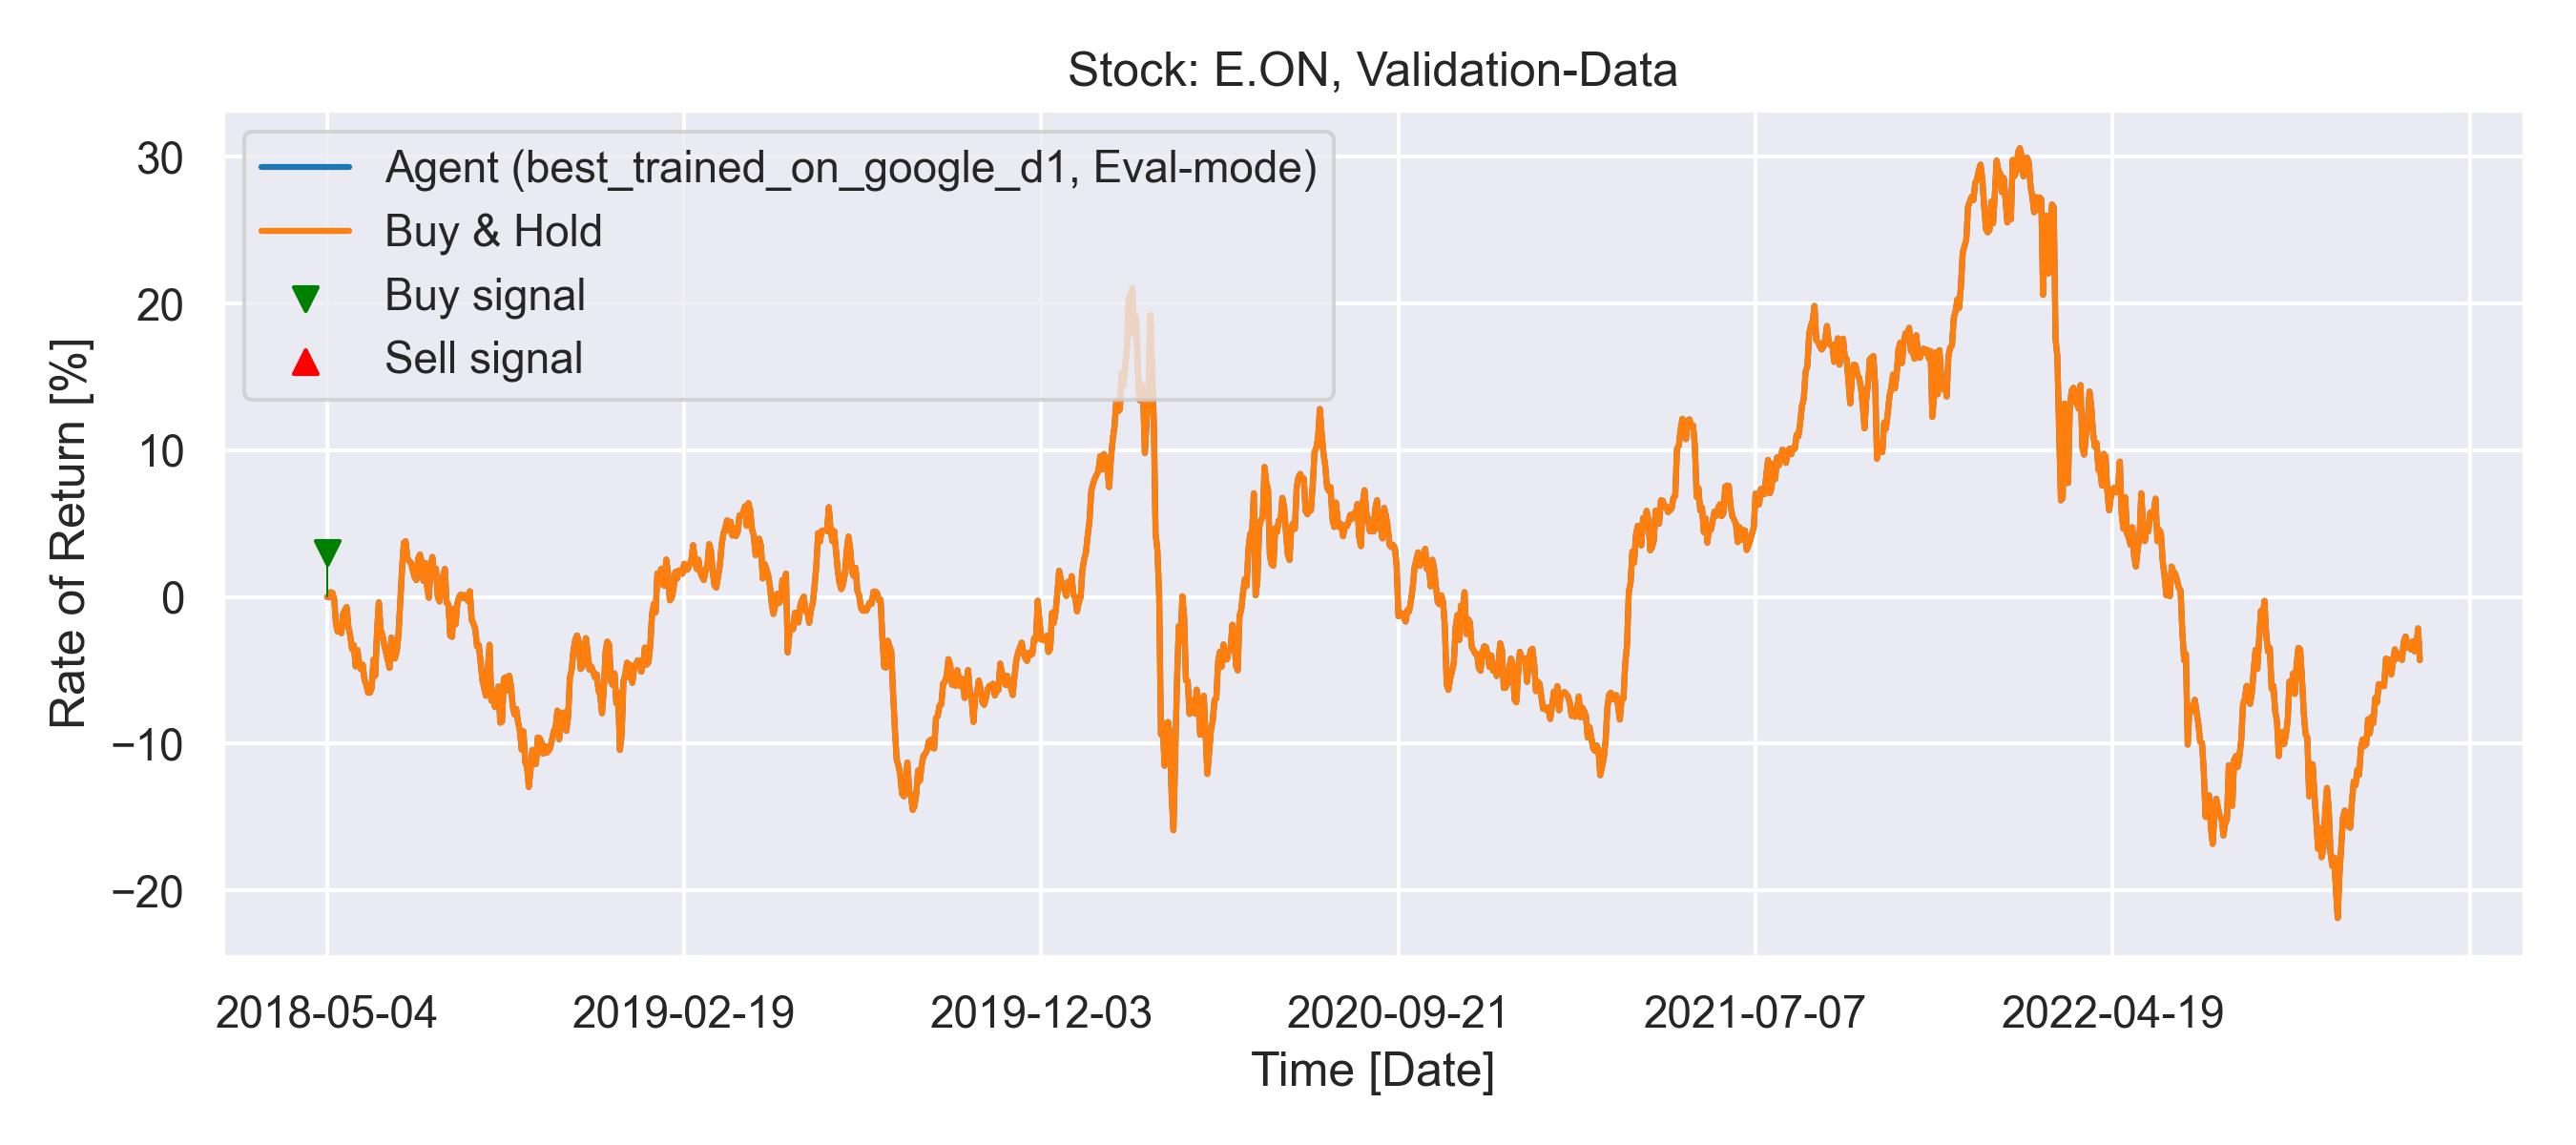 Stock: E.ON, Validation-Data
Rate of Return [%]
30
20
10
0
−10
−20
Agent (best_trained_on_google_d1, Eval-mode)
Buy & Hold
Buy signal
Sell signal
2018-05-04 2019-02-19 2019-12-03 2020-09-21 2021-07-07 2022-04-19
Time [Date]